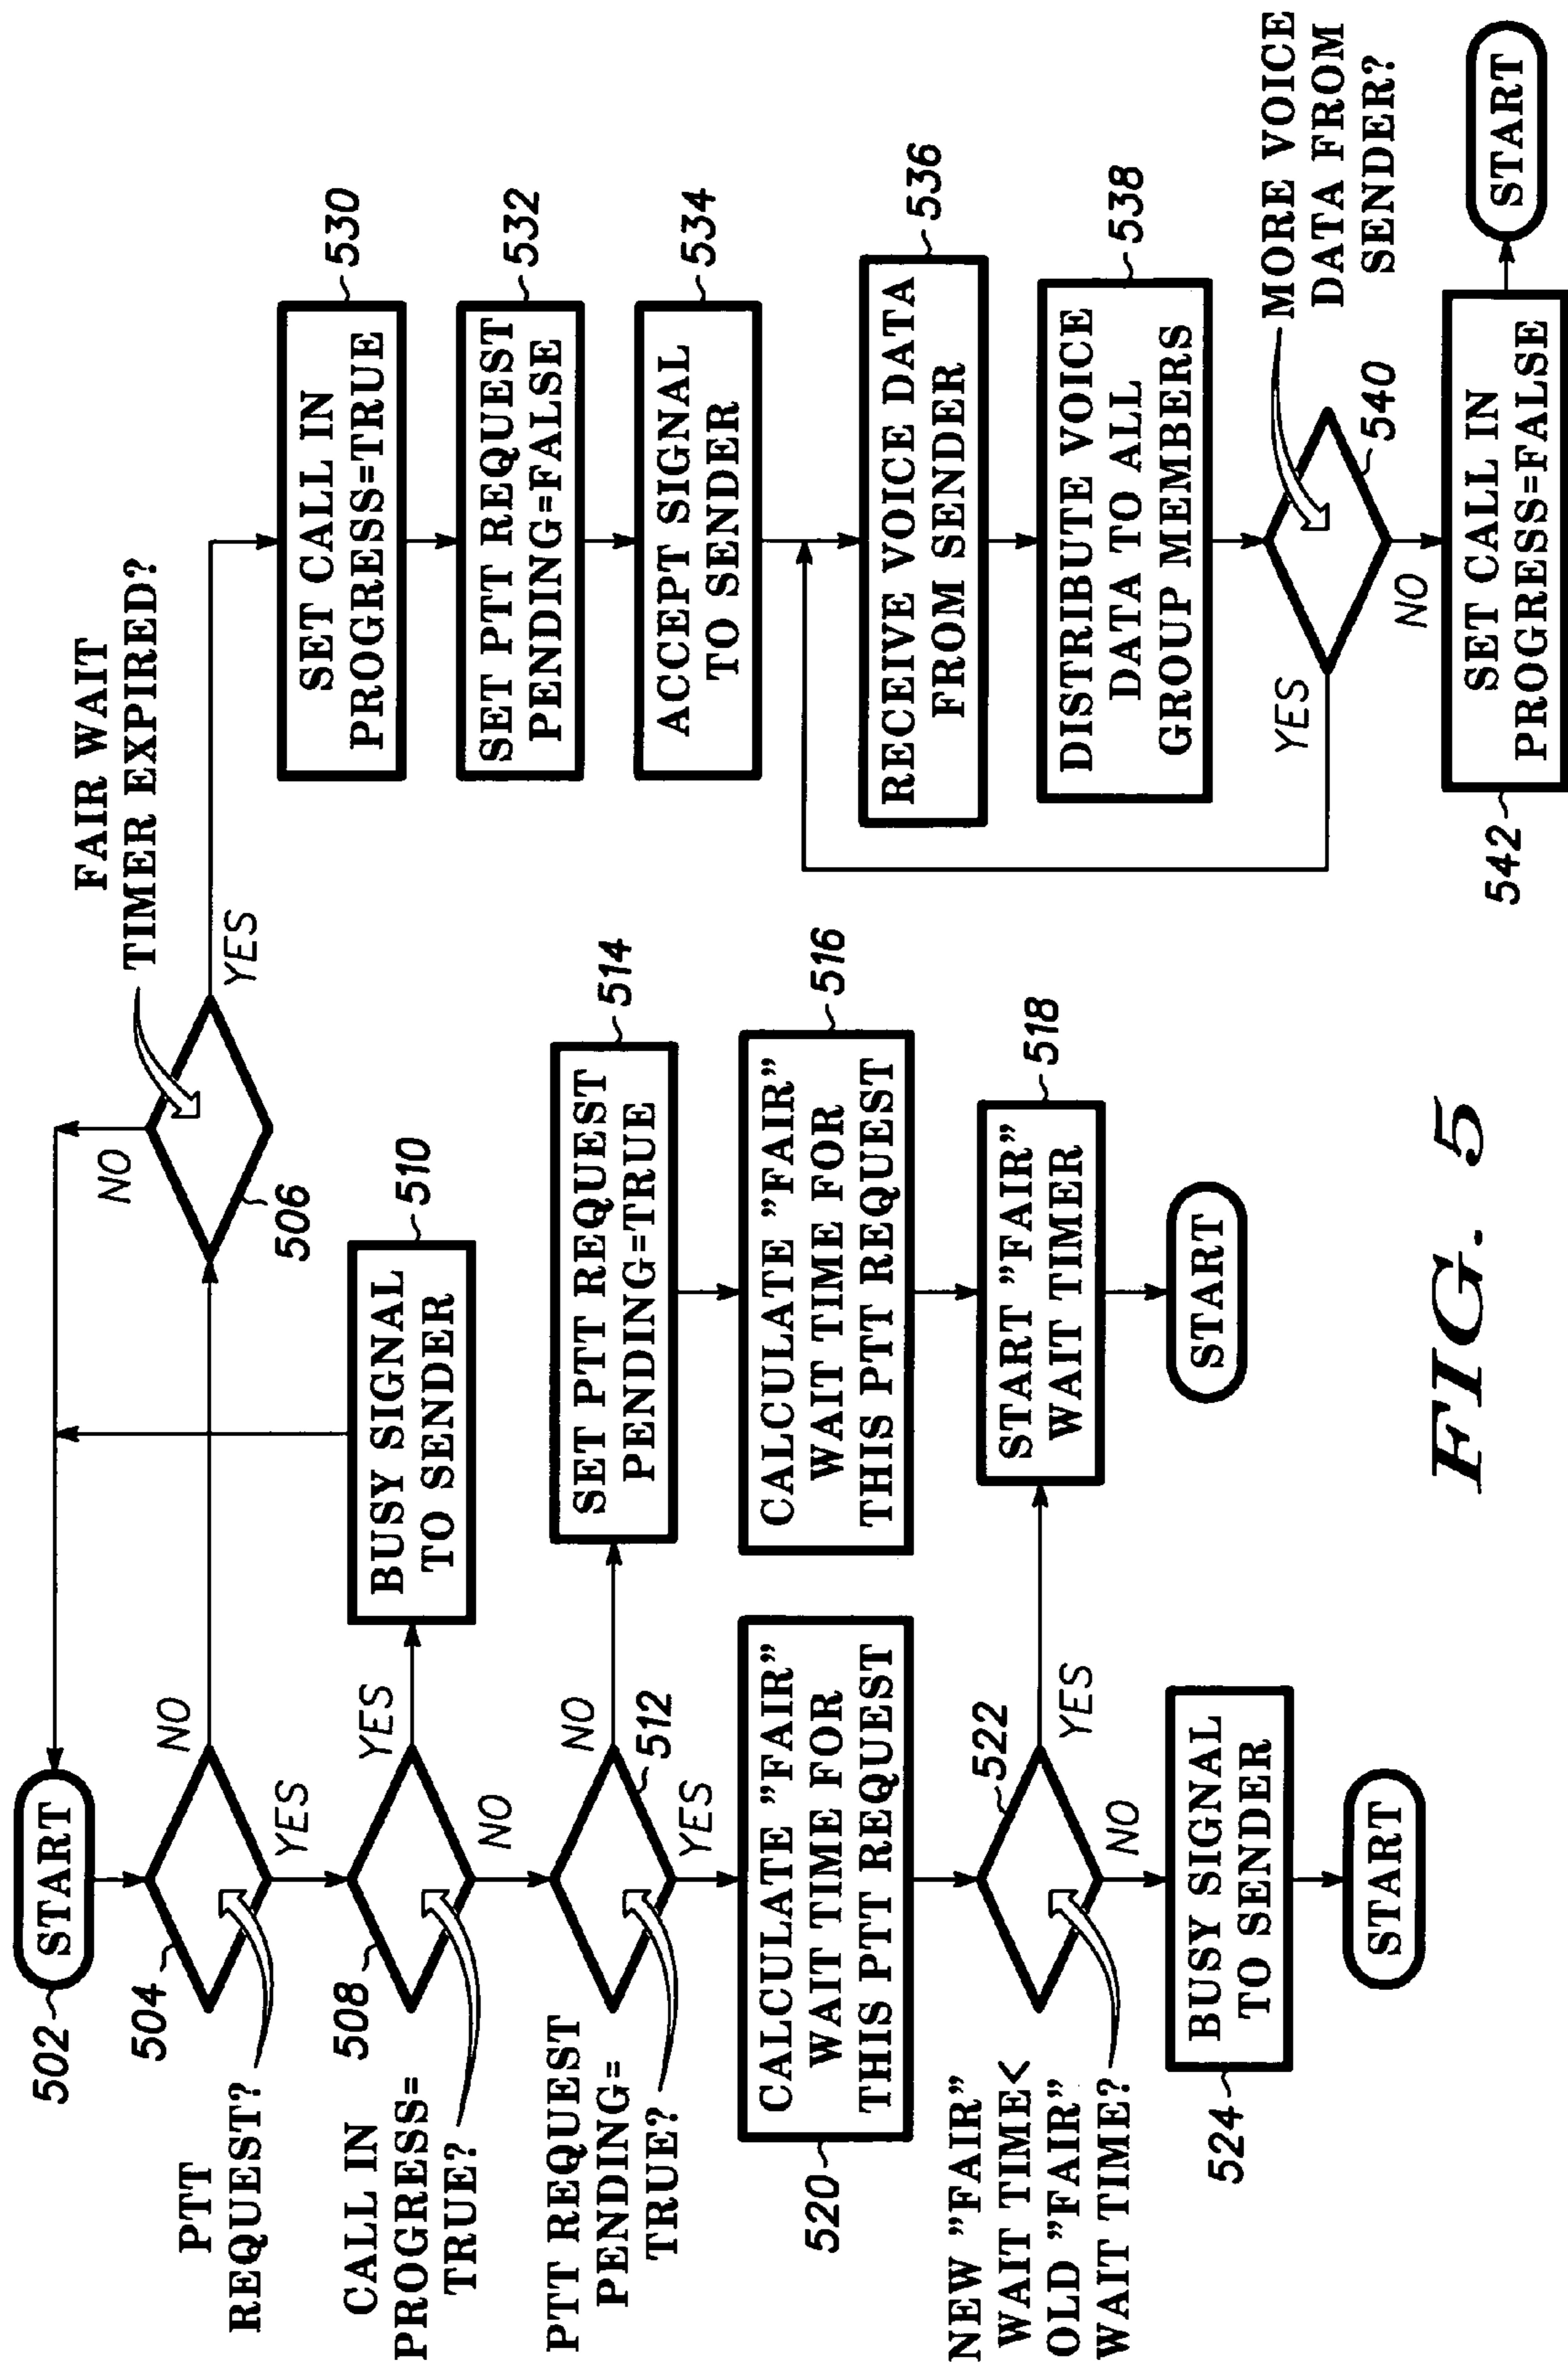 502
START
504
PTT
REQUEST?
NO
YES
FAIR WAIT
TIMER EXPIRED?
NO
506
YES
508
CALL IN
PROGRESS=
TRUE?
YES
NO
BUSY SIGNAL
TO SENDER
510
PTT REQUEST
PENDING=
TRUE?
512
NO
YES
SET PTT REQUEST
PENDING=TRUE
514
CALCULATE "FAIR"
WAIT TIME FOR
THIS PTT REQUEST
520
CALCULATE "FAIR"
WAIT TIME FOR
THIS PTT REQUEST
516
NEW "FAIR"
WAIT TIME<
OLD "FAIR"
WAIT TIME?
522
YES
NO
START "FAIR"
WAIT TIMER
518
START
BUSY SIGNAL
TO SENDER
524
START
SET CALL IN
PROGRESS=TRUE
530
SET PTT REQUEST
PENDING=FALSE
532
ACCEPT SIGNAL
TO SENDER
534
RECEIVE VOICE DATA
FROM SENDER
536
DISTRIBUTE VOICE
DATA TO ALL
GROUP MEMBERS
538
MORE VOICE
DATA FROM
SENDER?
540
YES
NO
SET CALL IN
PROGRESS=FALSE
542
START
FIG. 5